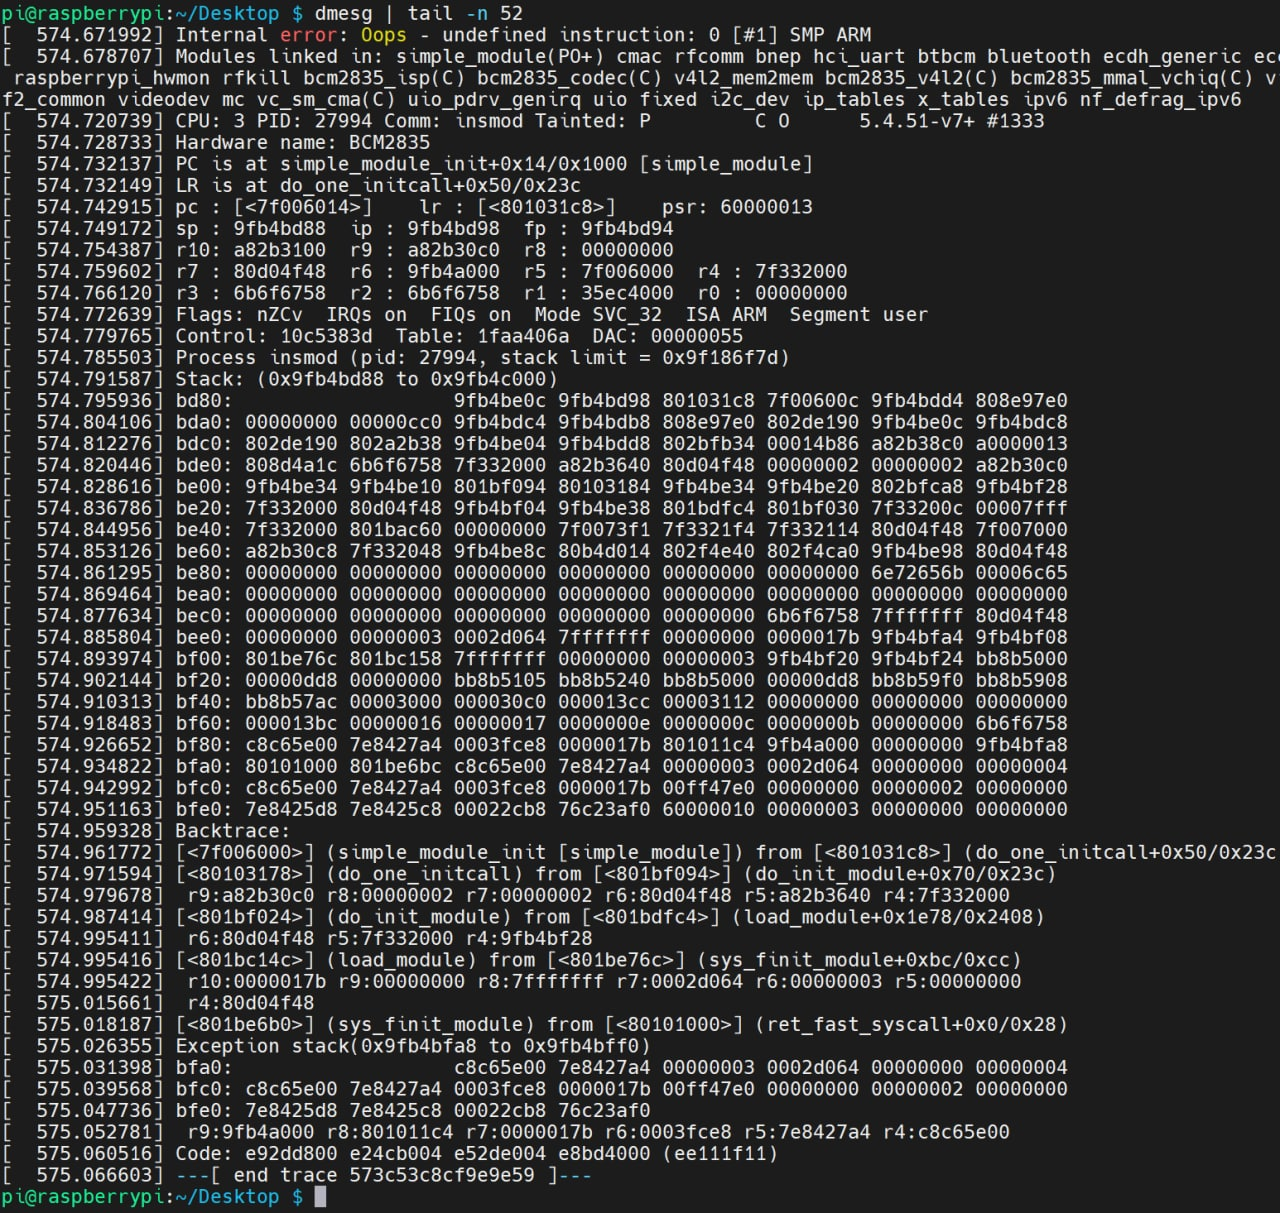 pi@raspberrypi:~/Desktop $ dmesg | tail -n 52
[  574.671992] Internal error: Oops - undefined instruction: 0 [#1] SMP ARM
[  574.678707] Modules linked in: simple_module(PO+) cmac rfcomm bnep hci_uart btbcm bluetooth ecdh_generic ecc
 raspberrypi_hwmon rfkill bcm2835_isp(C) bcm2835_codec(C) v4l2_mem2mem bcm2835_v4l2(C) bcm2835_mmal_vchiq(C) v
f2_common videodev mc vc_sm_cma(C) uio_pdrv_genirq uio fixed i2c_dev ip_tables x_tables ipv6 nf_defrag_ipv6
[  574.720739] CPU: 3 PID: 27994 Comm: insmod Tainted: P         C O      5.4.51-v7+ #1333
[  574.728733] Hardware name: BCM2835
[  574.732137] PC is at simple_module_init+0x14/0x1000 [simple_module]
[  574.732149] LR is at do_one_initcall+0x50/0x23c
[  574.742915] pc : [<7f006014>]    lr : [<801031c8>]    psr: 60000013
[  574.749172] sp : 9fb4bd88  ip : 9fb4bd98  fp : 9fb4bd94
[  574.754387] r10: a82b3100  r9 : a82b30c0  r8 : 00000000
[  574.759602] r7 : 80d04f48  r6 : 9fb4a000  r5 : 7f006000  r4 : 7f332000
[  574.766120] r3 : 6b6f6758  r2 : 6b6f6758  r1 : 35ec4000  r0 : 00000000
[  574.772639] Flags: nZCv  IRQs on  FIQs on  Mode SVC_32  ISA ARM  Segment user
[  574.779765] Control: 10c5383d  Table: 1faa406a  DAC: 00000055
[  574.785503] Process insmod (pid: 27994, stack limit = 0x9f186f7d)
[  574.791587] Stack: (0x9fb4bd88 to 0x9fb4c000)
[  574.795936] bd80:                   9fb4be0c 9fb4bd98 801031c8 7f00600c 9fb4bdd4 808e97e0
[  574.804106] bda0: 00000000 00000cc0 9fb4bdc4 9fb4bdb8 808e97e0 802de190 9fb4be0c 9fb4bdc8
[  574.812276] bdc0: 802de190 802a2b38 9fb4be04 9fb4bdd8 802bfb34 00014b86 a82b38c0 a0000013
[  574.820446] bde0: 808d4a1c 6b6f6758 7f332000 a82b3640 80d04f48 00000002 00000002 a82b30c0
[  574.828616] be00: 9fb4be34 9fb4be10 801bf094 80103184 9fb4be34 9fb4be20 802bfca8 9fb4bf28
[  574.836786] be20: 7f332000 80d04f48 9fb4bf04 9fb4be38 801bdfc4 801bf030 7f33200c 00007fff
[  574.844956] be40: 7f332000 801bac60 00000000 7f0073f1 7f3321f4 7f332114 80d04f48 7f007000
[  574.853126] be60: a82b30c8 7f332048 9fb4be8c 80b4d014 802f4e40 802f4ca0 9fb4be98 80d04f48
[  574.861295] be80: 00000000 00000000 00000000 00000000 00000000 00000000 6e72656b 00006c65
[  574.869464] bea0: 00000000 00000000 00000000 00000000 00000000 00000000 00000000 00000000
[  574.877634] bec0: 00000000 00000000 00000000 00000000 00000000 6b6f6758 7fffffff 80d04f48
[  574.885804] bee0: 00000000 00000003 0002d064 7fffffff 00000000 0000017b 9fb4bfa4 9fb4bf08
[  574.893974] bf00: 801be76c 801bc158 7fffffff 00000000 00000003 9fb4bf20 9fb4bf24 bb8b5000
[  574.902144] bf20: 00000dd8 00000000 bb8b5105 bb8b5240 bb8b5000 00000dd8 bb8b59f0 bb8b5908
[  574.910313] bf40: bb8b57ac 00003000 000030c0 000013cc 00003112 00000000 00000000 00000000
[  574.918483] bf60: 000013bc 00000016 00000017 0000000e 0000000c 0000000b 00000000 6b6f6758
[  574.926652] bf80: c8c65e00 7e8427a4 0003fce8 0000017b 801011c4 9fb4a000 00000000 9fb4bfa8
[  574.934822] bfa0: 80101000 801be6bc c8c65e00 7e8427a4 00000003 0002d064 00000000 00000004
[  574.942992] bfc0: c8c65e00 7e8427a4 0003fce8 0000017b 00ff47e0 00000000 00000002 00000000
[  574.951163] bfe0: 7e8425d8 7e8425c8 00022cb8 76c23af0 60000010 00000003 00000000 00000000
[  574.959328] Backtrace:
[  574.961772] [<7f006000>] (simple_module_init [simple_module]) from [<801031c8>] (do_one_initcall+0x50/0x23c
[  574.971594] [<80103178>] (do_one_initcall) from [<801bf094>] (do_init_module+0x70/0x23c)
[  574.979678]  r9:a82b30c0 r8:00000002 r7:00000002 r6:80d04f48 r5:a82b3640 r4:7f332000
[  574.987414] [<801bf024>] (do_init_module) from [<801bdfc4>] (load_module+0x1e78/0x2408)
[  574.995411]  r6:80d04f48 r5:7f332000 r4:9fb4bf28
[  574.995416] [<801bc14c>] (load_module) from [<801be76c>] (sys_finit_module+0xbc/0xcc)
[  574.995422]  r10:0000017b r9:00000000 r8:7fffffff r7:0002d064 r6:00000003 r5:00000000
[  575.015661]  r4:80d04f48
[  575.018187] [<801be6b0>] (sys_finit_module) from [<80101000>] (ret_fast_syscall+0x0/0x28)
[  575.026355] Exception stack(0x9fb4bfa8 to 0x9fb4bff0)
[  575.031398] bfa0:                   c8c65e00 7e8427a4 00000003 0002d064 00000000 00000004
[  575.039568] bfc0: c8c65e00 7e8427a4 0003fce8 0000017b 00ff47e0 00000000 00000002 00000000
[  575.047736] bfe0: 7e8425d8 7e8425c8 00022cb8 76c23af0
[  575.052781]  r9:9fb4a000 r8:801011c4 r7:0000017b r6:0003fce8 r5:7e8427a4 r4:c8c65e00
[  575.060516] Code: e92dd800 e24cb004 e52de004 e8bd4000 (ee111f11)
[  575.066603] ---[ end trace 573c53c8cf9e9e59 ]---
pi@raspberrypi:~/Desktop $